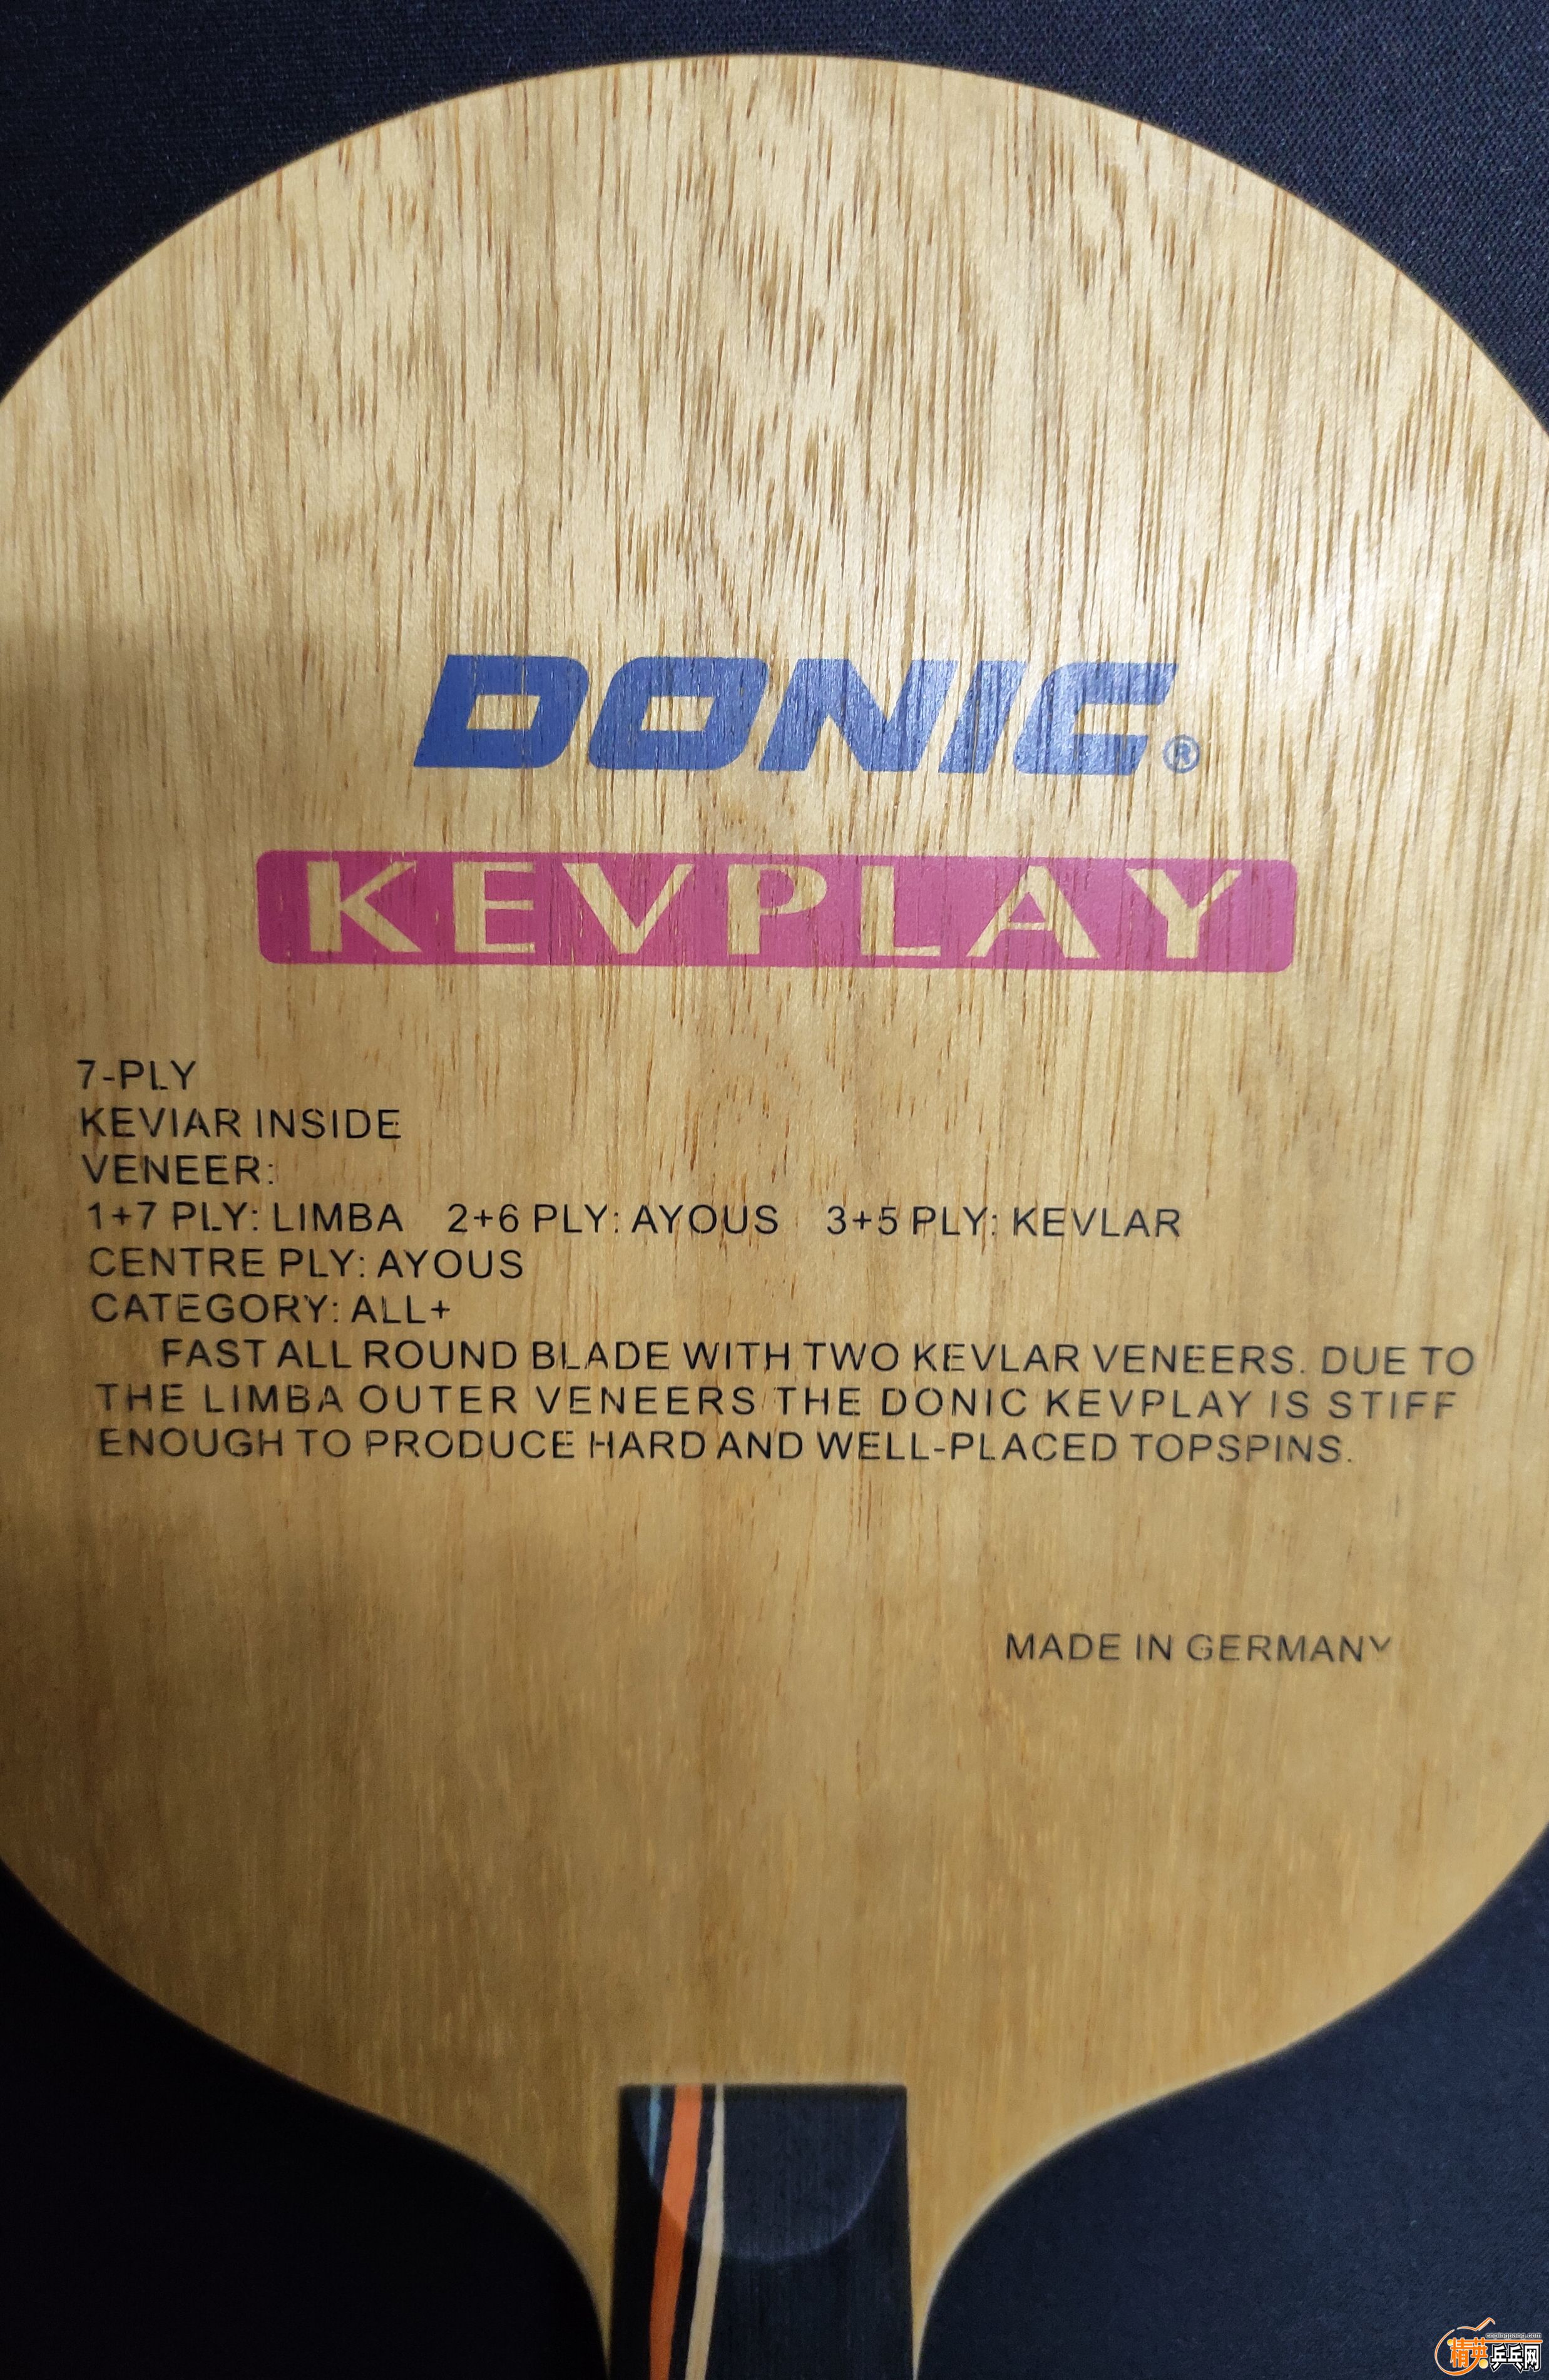 DONIC®
KEVPLAY
7-PLY
KEVIAR INSIDE
VENEER:
1+7 PLY: LIMBA 2+6 PLY: AYOUS 3+5 PLY: KEVLAR
CENTRE PLY: AYOUS
CATEGORY: ALL+
FAST ALL ROUND BLADE WITH TWO KEVLAR VENEERS. DUE TO
THE LIMBA OUTER VENEERS THE DONIC KEVPLAY IS STIFF
ENOUGH TO PRODUCE HARD AND WELL-PLACED TOPSPINS.
MADE IN GERMANY
精英乒乓网